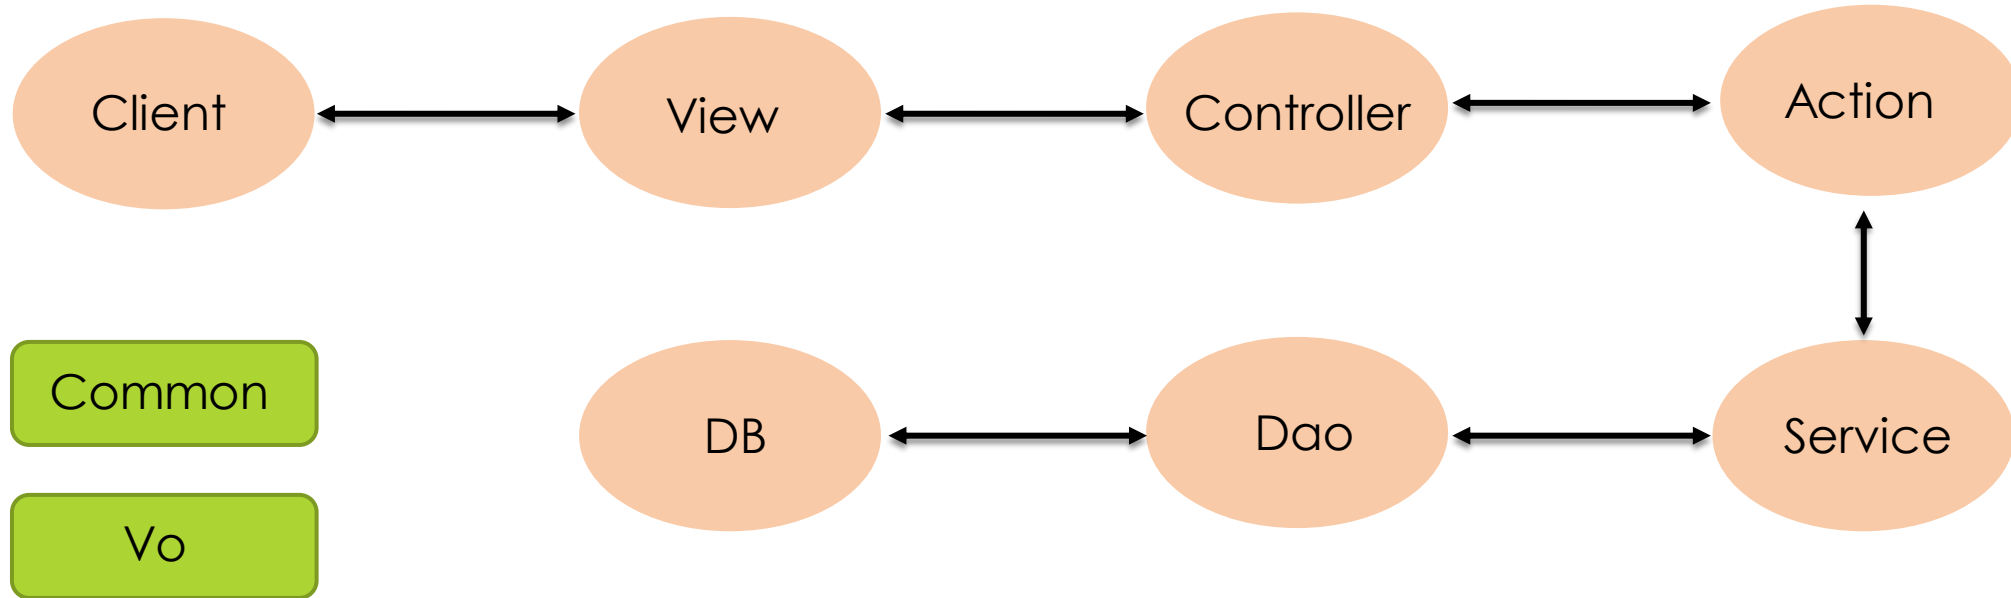 Client
View
Controller
Action
Common
DB
Dao
Service
Vo